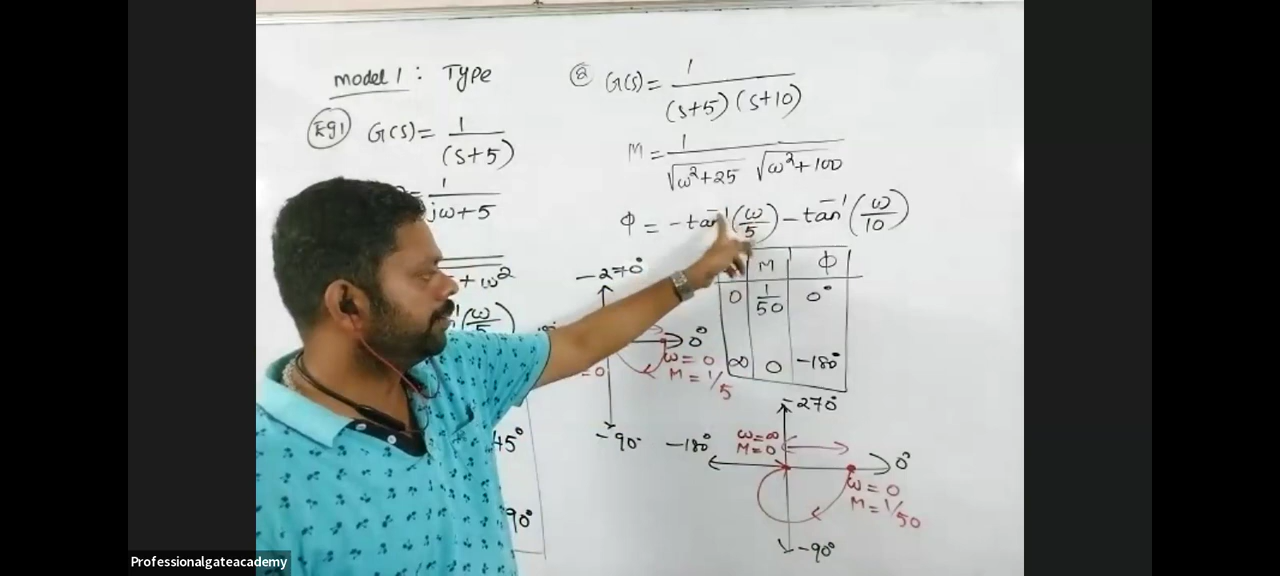 model 1 : Type
Eg1 G(s) = 1/(s+5)
1/jω+5
+ ω²
(ω/5)
45°
90°
-270°
0°
ω = 0
M = 1/5
= 0
-90°
② G(s) = 1/(s+5)(s+10)
M = 1/√ω²+25 √ω²+100
Φ = -tan⁻¹(ω/5) - tan⁻¹(ω/10)
M Φ
0 1/50 0°
∞ 0 -180°
-270°
-180° ω=∞ 0°
M=0
ω = 0
M = 1/50
-90°
Professionalgateacademy